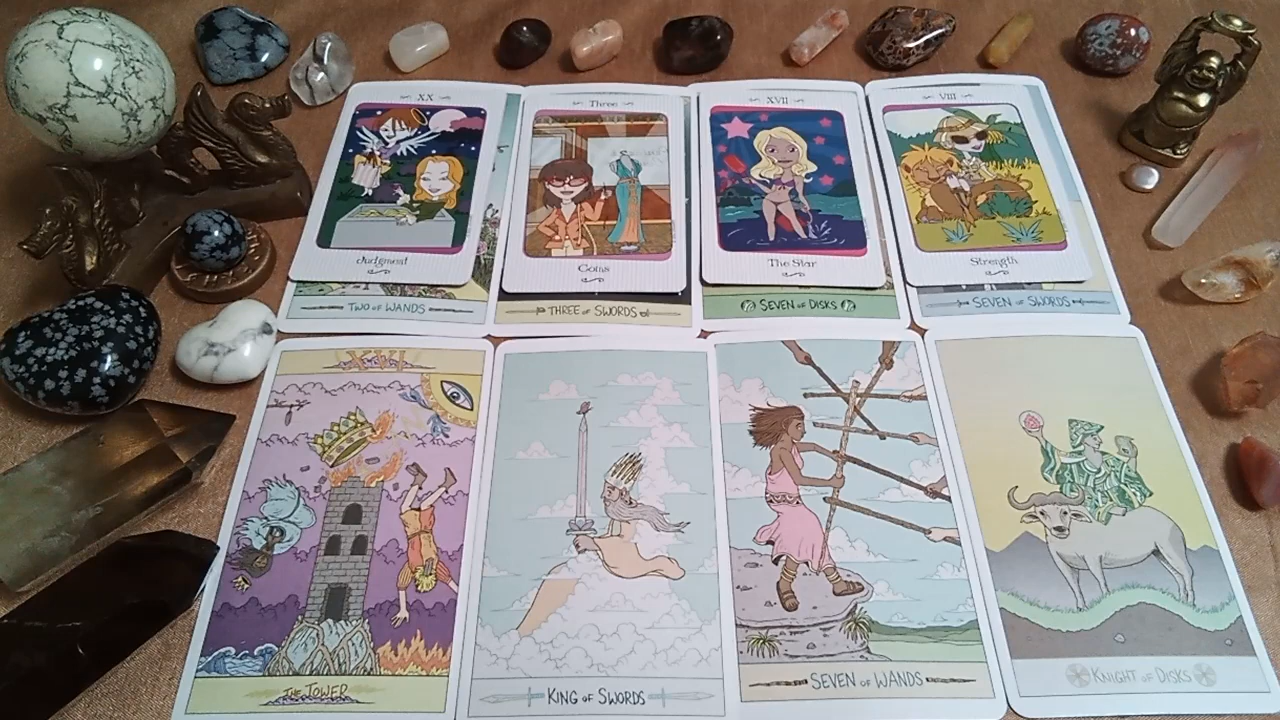 XX
Judgment
TWO OF WANDS
Three
Coins
THREE OF SWORDS
XVII
The Star
SEVEN OF DISKS
VIII
Strength
SEVEN OF SWORDS
XVI
THE TOWER
KING OF SWORDS
SEVEN OF WANDS
KNIGHT OF DISKS